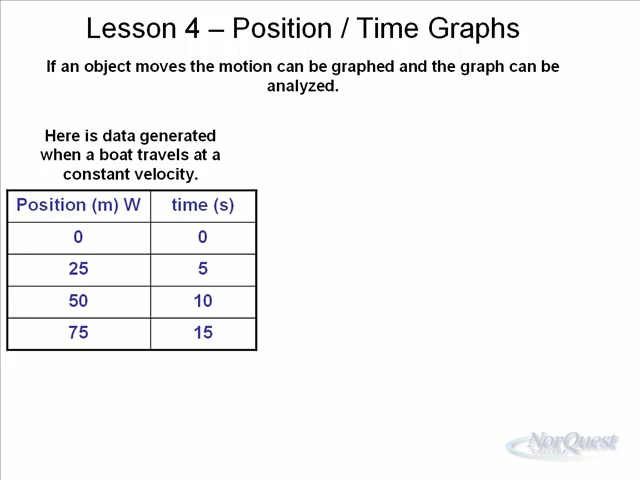 Lesson 4 – Position / Time Graphs
If an object moves the motion can be graphed and the graph can be
analyzed.
Here is data generated
when a boat travels at a
constant velocity.
Position (m) W time (s)
0 0
25 5
50 10
75 15
NorQuest
COLLEGE